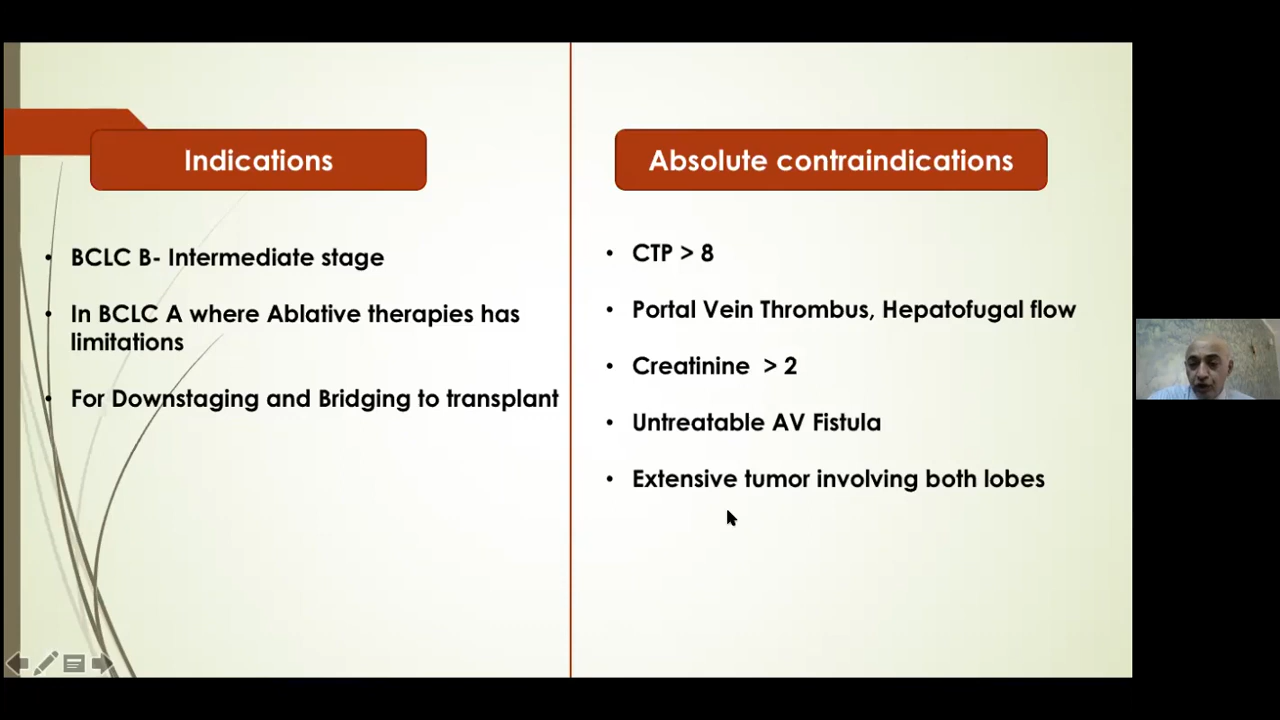 Indications
• BCLC B- Intermediate stage
• In BCLC A where Ablative therapies has
limitations
• For Downstaging and Bridging to transplant
Absolute contraindications
• CTP > 8
• Portal Vein Thrombus, Hepatofugal flow
• Creatinine > 2
• Untreatable AV Fistula
• Extensive tumor involving both lobes